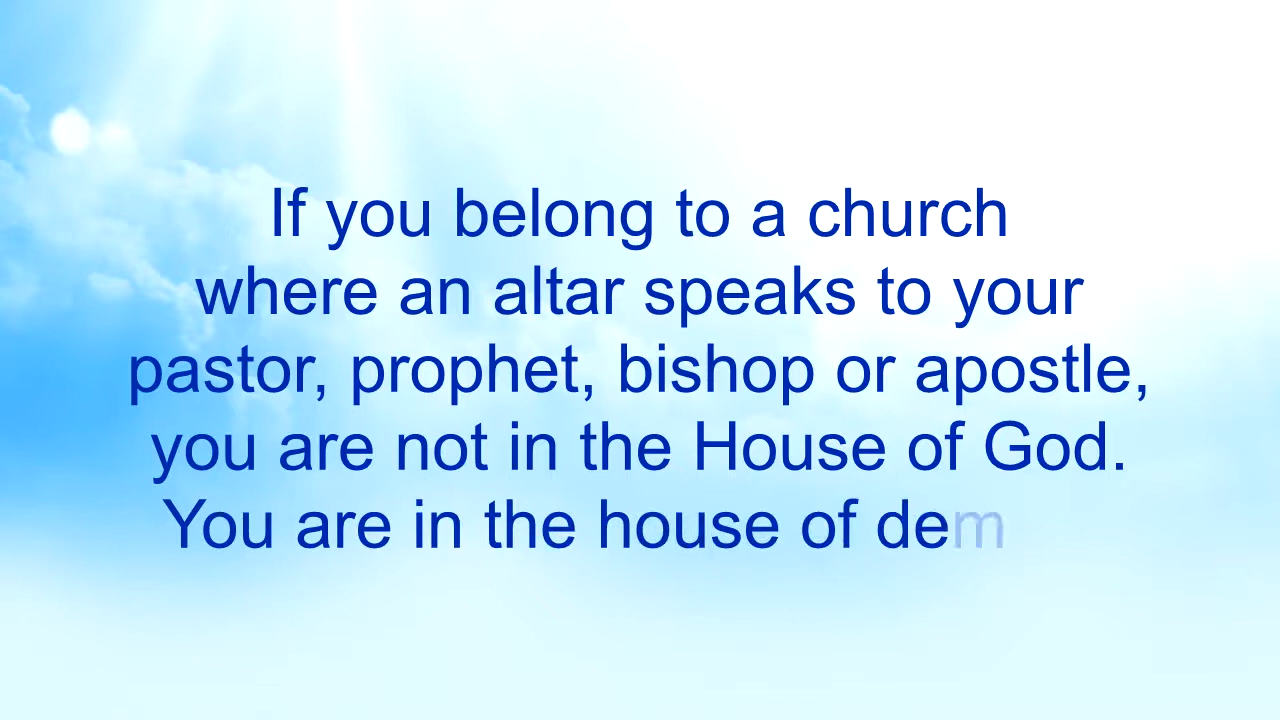 If you belong to a church
where an altar speaks to your
pastor, prophet, bishop or apostle,
you are not in the House of God.
You are in the house of dem